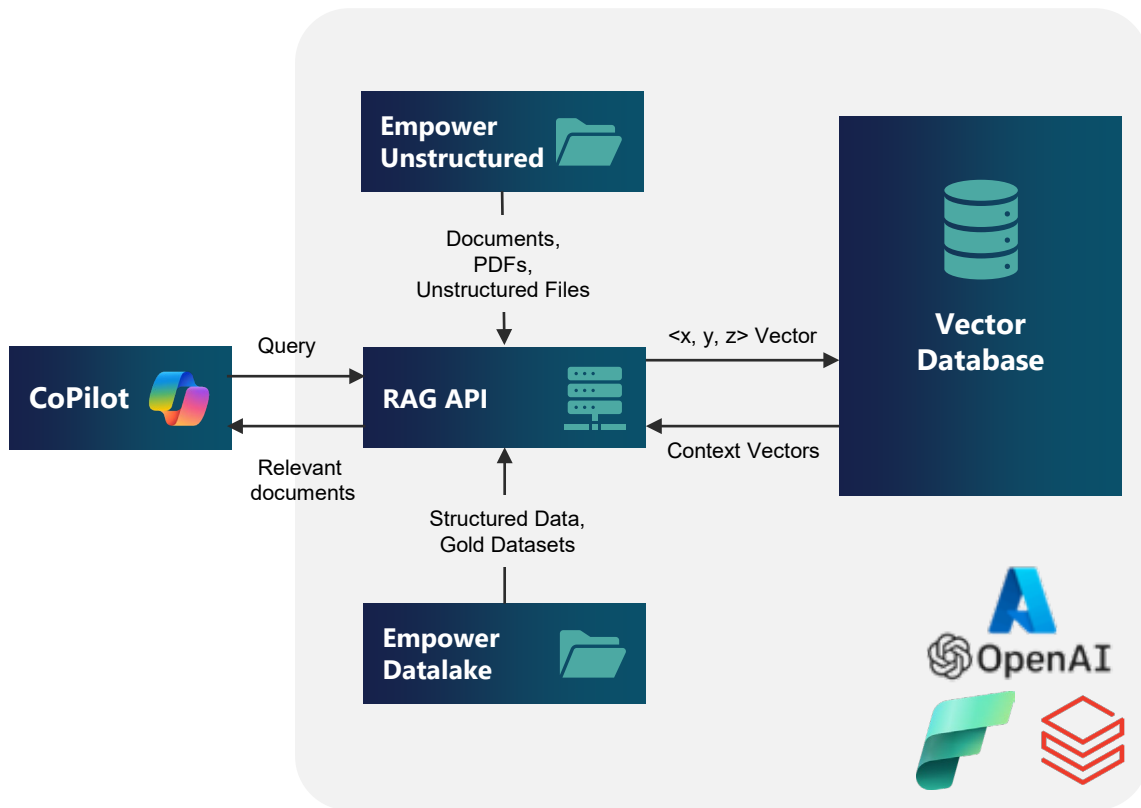 Empower
Unstructured
Documents,
PDFs,
Unstructured Files
Query
<x, y, z> Vector
CoPilot
RAG API
Vector
Database
Relevant
documents
Context Vectors
Structured Data,
Gold Datasets
Empower
Datalake
OpenAI